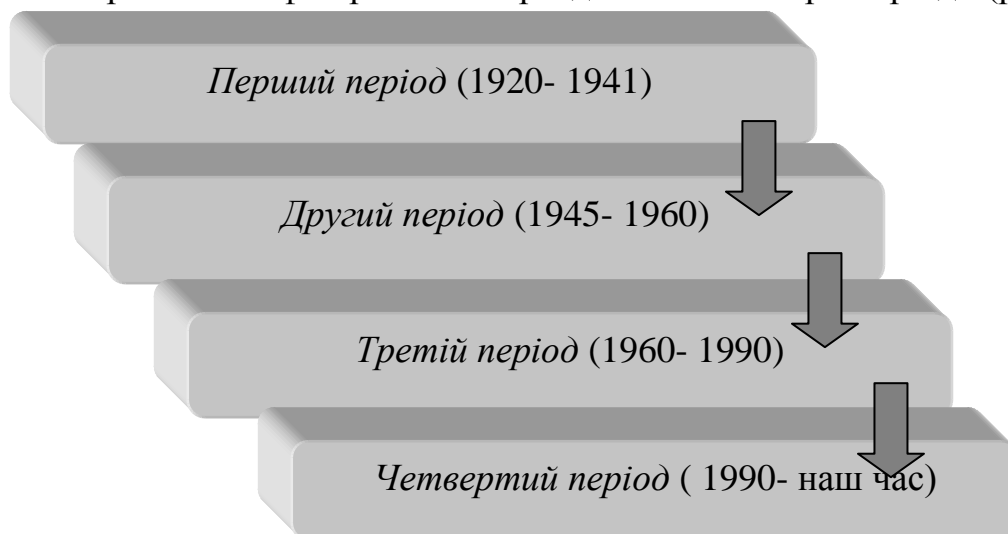 Перший період (1920- 1941)
Другий період (1945- 1960)
Третій період (1960- 1990)
Четвертий період ( 1990- наш час)